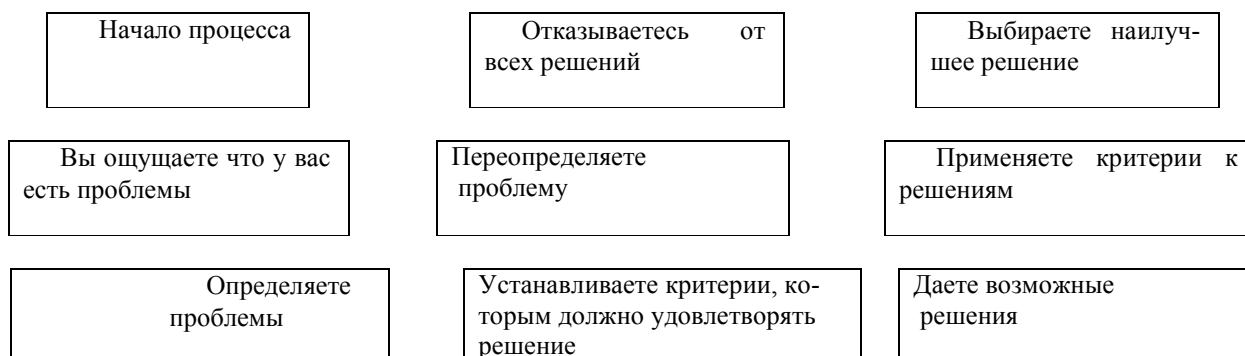 Начало процесса
Отказываетесь от
всех решений
Выбираете наилуч-
шее решение
Вы ощущаете что у вас
есть проблемы
Переопределяете
проблему
Применяете критерии к
решениям
Определяете
проблемы
Устанавливаете критерии, ко-
торым должно удовлетворять
решение
Даете возможные
решения